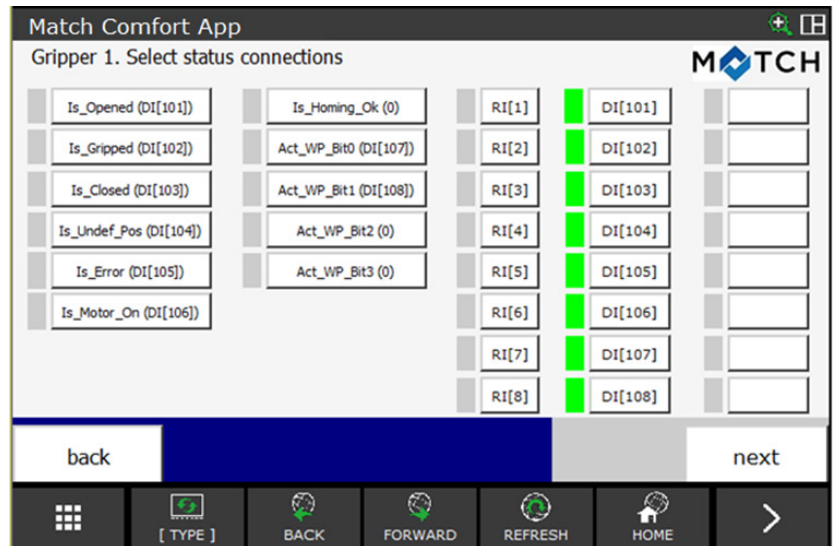 Match Comfort App
Gripper 1. Select status connections
MATCH
Is_Opened (DI[101]) Is_Homing_Ok (0) RI[1] DI[101]
Is_Gripped (DI[102]) Act_WP_Bit0 (DI[107]) RI[2] DI[102]
Is_Closed (DI[103]) Act_WP_Bit1 (DI[108]) RI[3] DI[103]
Is_Undef_Pos (DI[104]) Act_WP_Bit2 (0) RI[4] DI[104]
Is_Error (DI[105]) Act_WP_Bit3 (0) RI[5] DI[105]
Is_Motor_On (DI[106]) RI[6] DI[106]
RI[7] DI[107]
RI[8] DI[108]
back next
[ TYPE ] BACK FORWARD REFRESH HOME